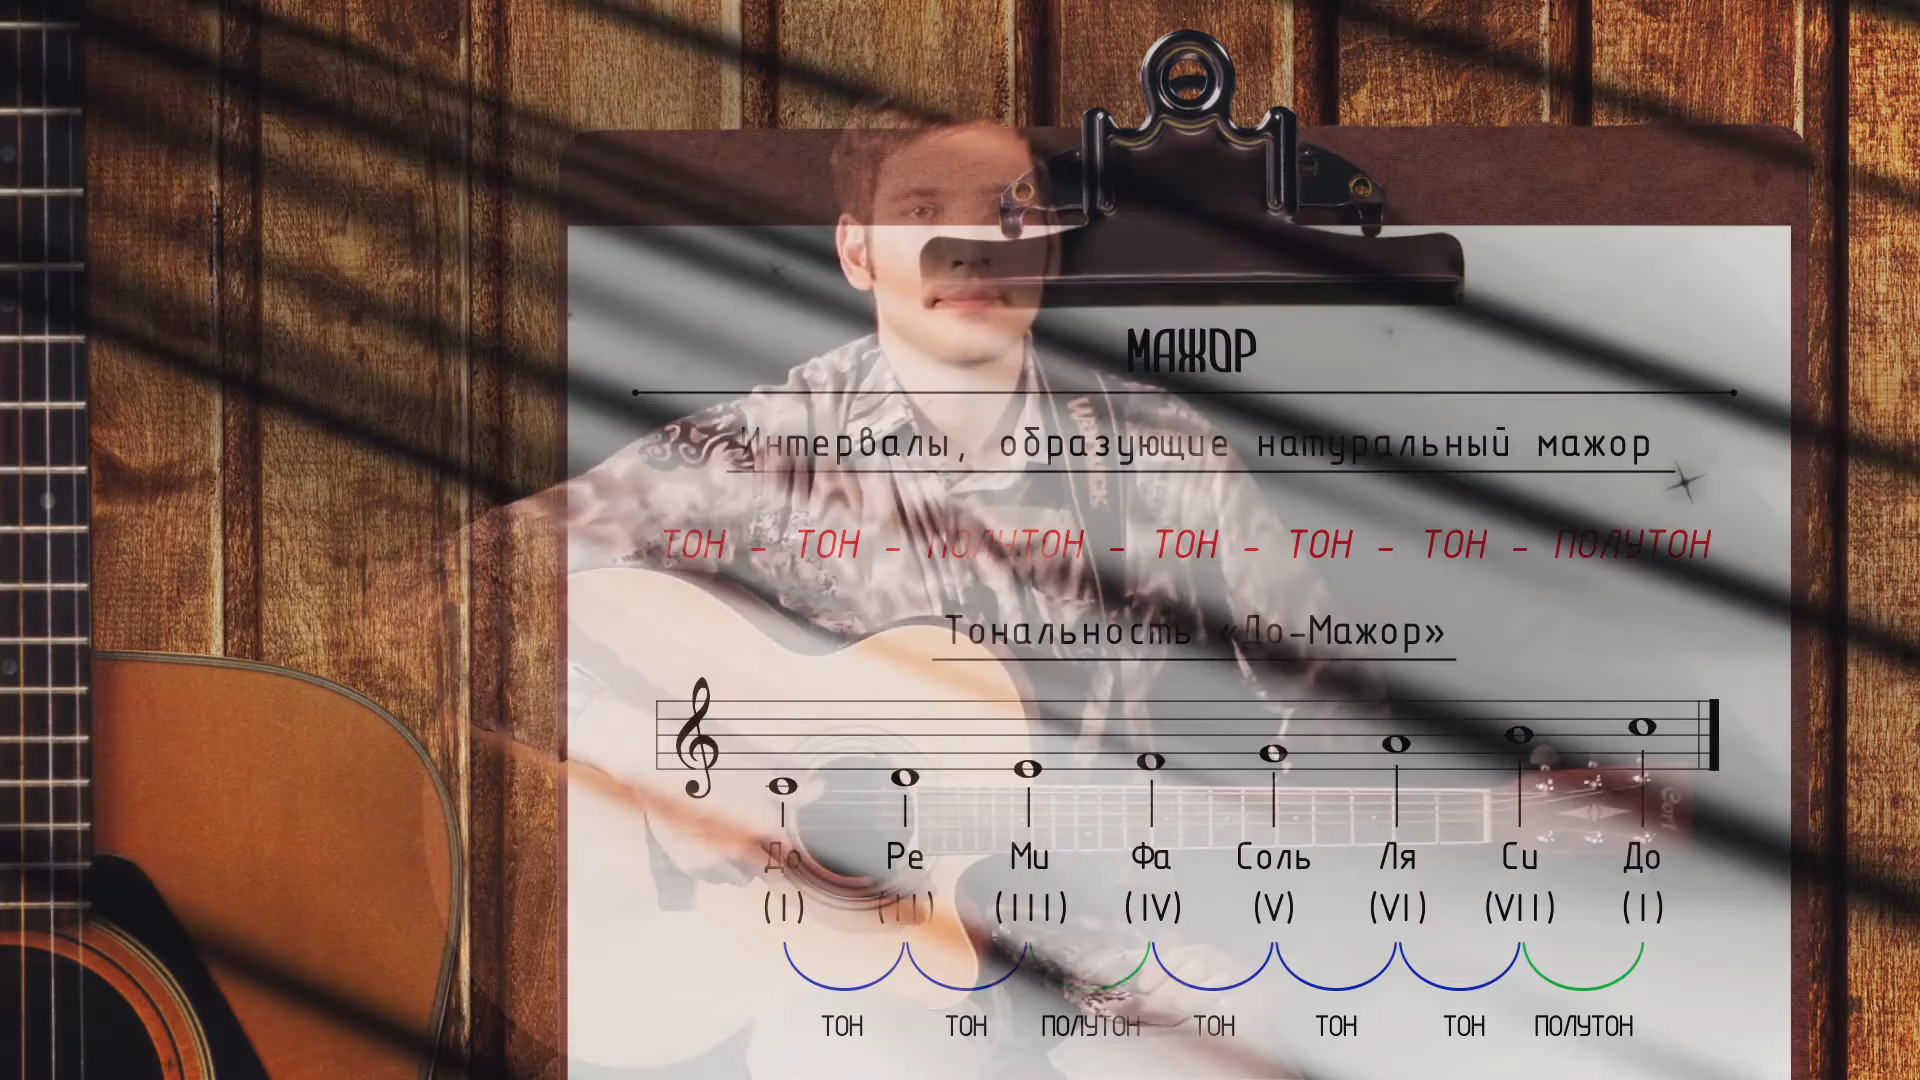 МАЖОР
Интервалы, образующие натуральный мажор
ТОН - ТОН - ПОЛУТОН - ТОН - ТОН - ТОН - ПОЛУТОН
Тональность «До-Мажор»
До Ре Ми Фа Соль Ля Си До
(I) (II) (III) (IV) (V) (VI) (VII) (I)
ТОН ТОН ПОЛУТОН ТОН ТОН ТОН ПОЛУТОН
Cort